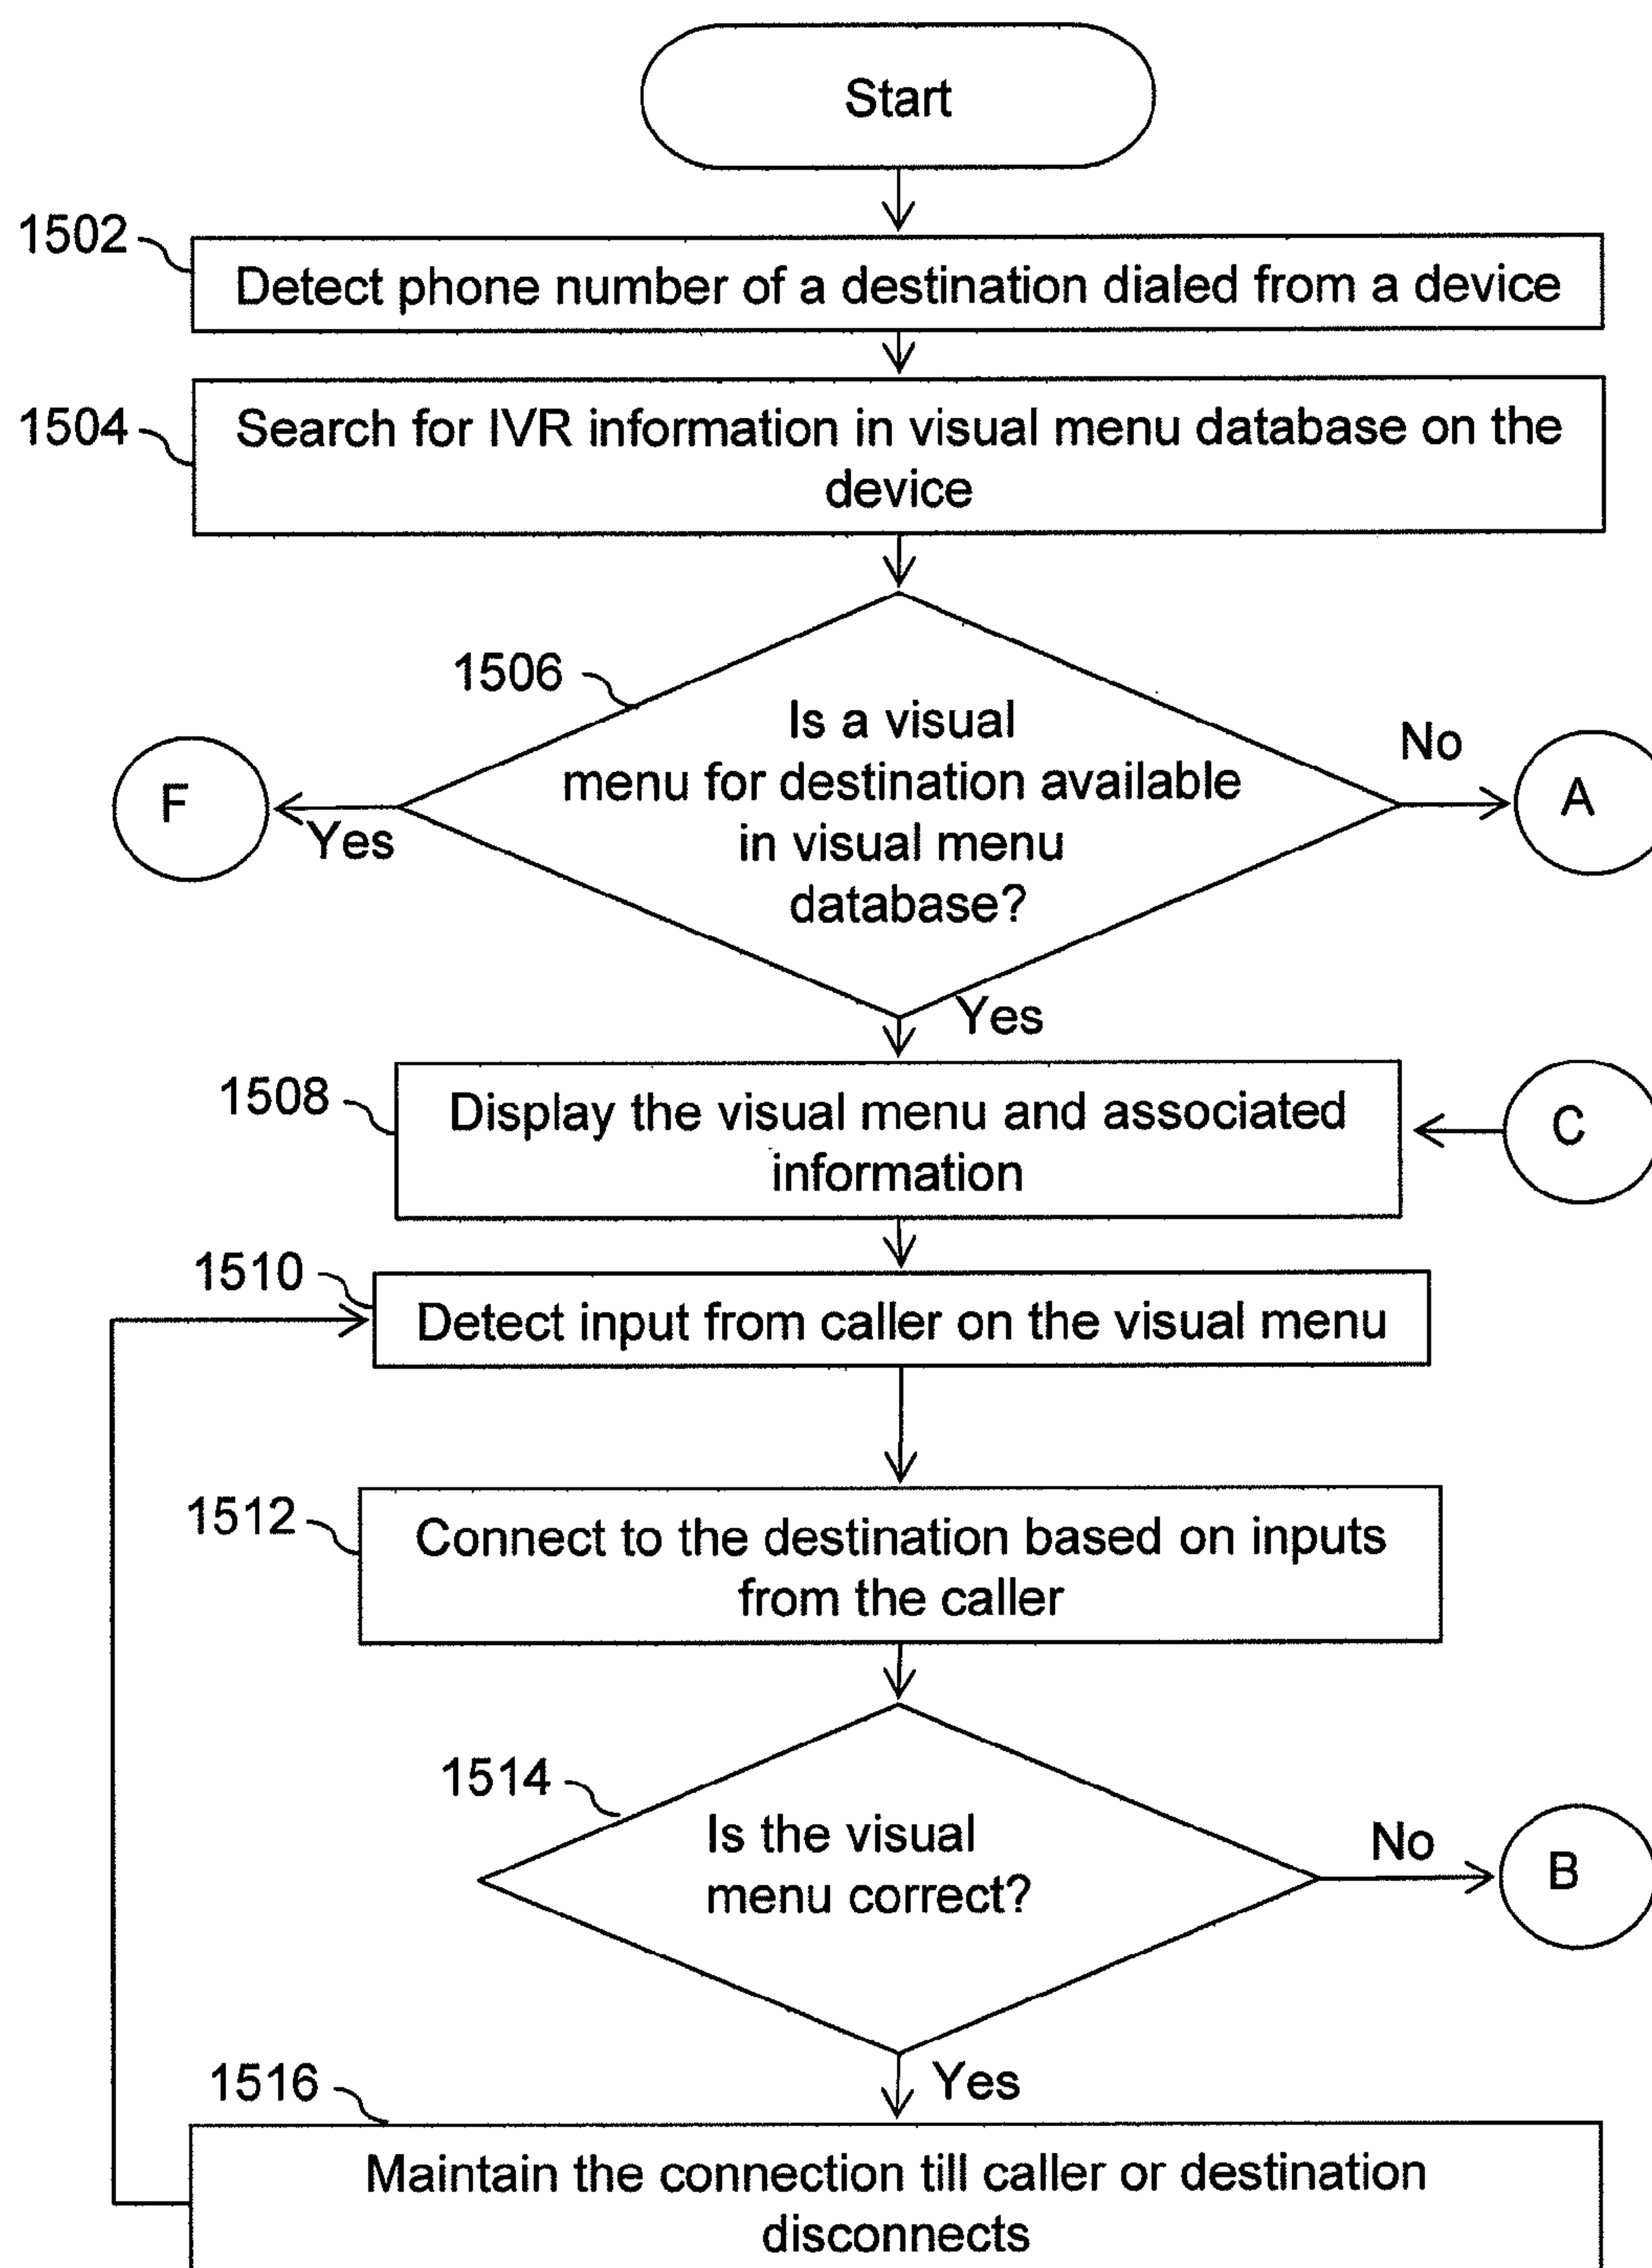 Start
1502
Detect phone number of a destination dialed from a device
1504
Search for IVR information in visual menu database on the
device
1506
Is a visual
menu for destination available
in visual menu
database?
No
A
F
Yes
Yes
1508
Display the visual menu and associated
information
C
1510
Detect input from caller on the visual menu
1512
Connect to the destination based on inputs
from the caller
1514
Is the visual
menu correct?
No
B
Yes
1516
Maintain the connection till caller or destination
disconnects